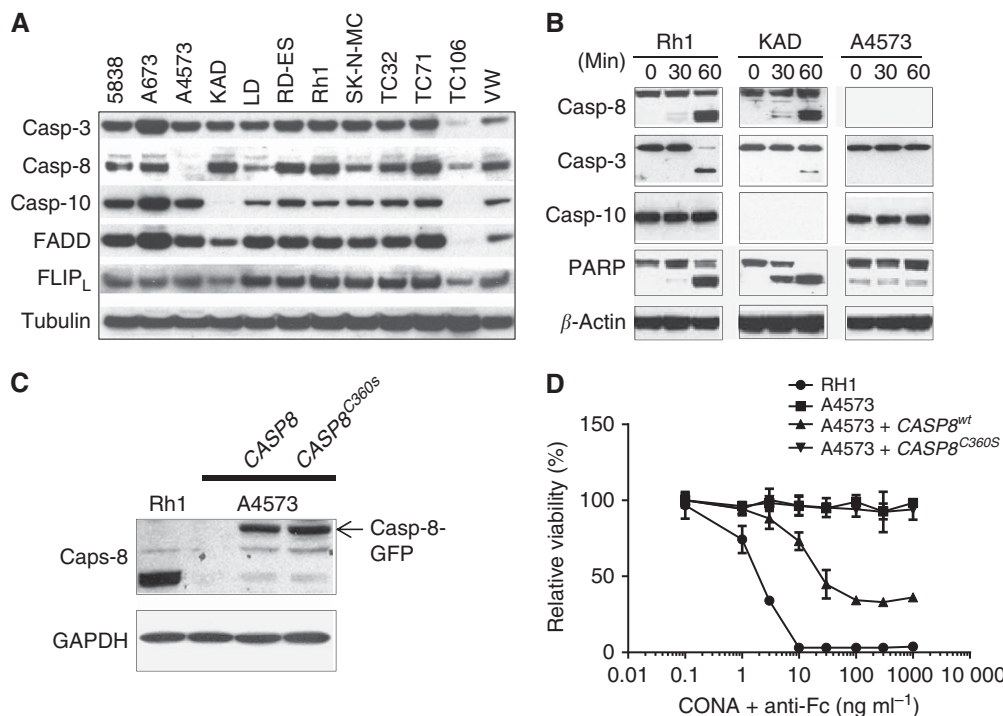 A
5838
A673
A4573
KAD
LD
RD-ES
Rh1
SK-N-MC
TC32
TC71
TC106
VW
Casp-3
Casp-8
Casp-10
FADD
FLIPL
Tubulin
B
Rh1 KAD A4573
(Min) 0 30 60 0 30 60 0 30 60
Casp-8
Casp-3
Casp-10
PARP
β-Actin
C
CASP8
CASP8C360s
Rh1 A4573
Caps-8
Casp-8-
GFP
GAPDH
D
RH1
A4573
A4573 + CASP8wt
A4573 + CASP8C360S
Relative viability (%)
150
100
50
0
0.01 0.1 1 10 100 1000 10 000
CONA + anti-Fc (ng ml−1)